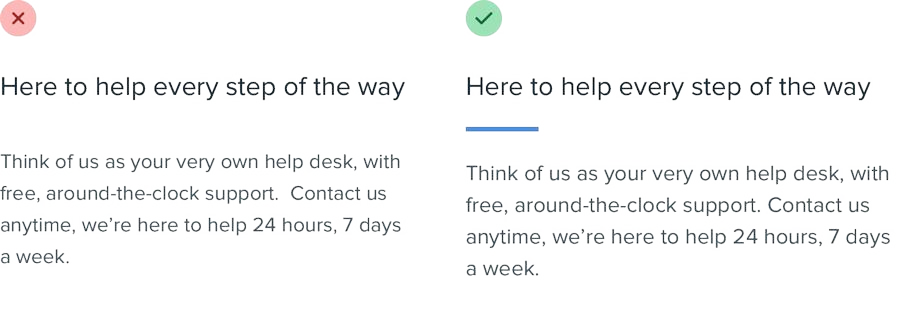 Here to help every step of the way
Think of us as your very own help desk, with
free, around-the-clock support.  Contact us
anytime, we’re here to help 24 hours, 7 days
a week.
Here to help every step of the way
Think of us as your very own help desk, with
free, around-the-clock support. Contact us
anytime, we’re here to help 24 hours, 7 days
a week.